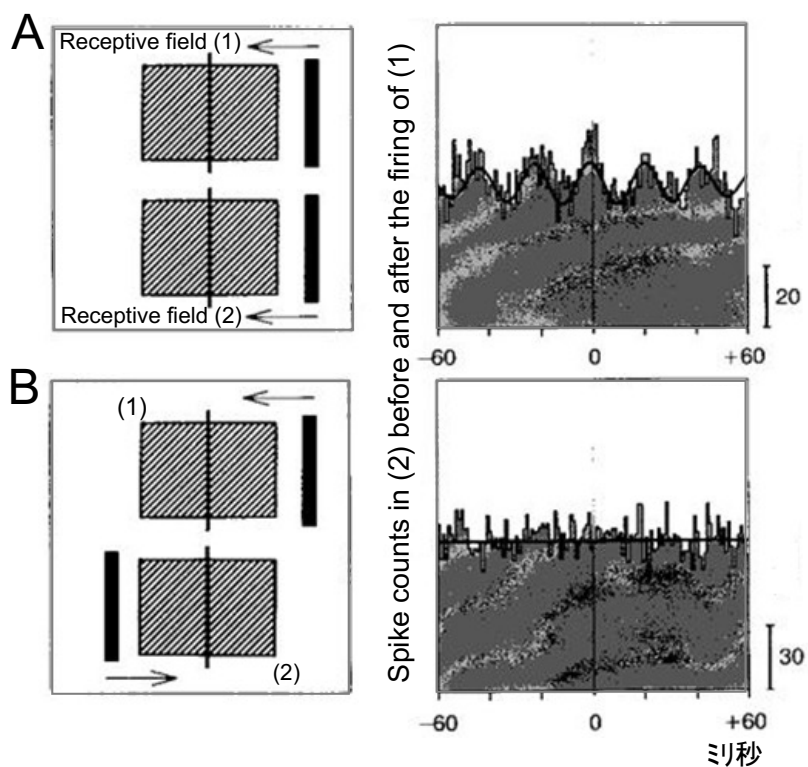 A
Receptive field (1)
Receptive field (2)
Spike counts in (2) before and after the firing of (1)
20
−60
0
+60
B
(1)
(2)
30
−60
0
+60
ミリ秒